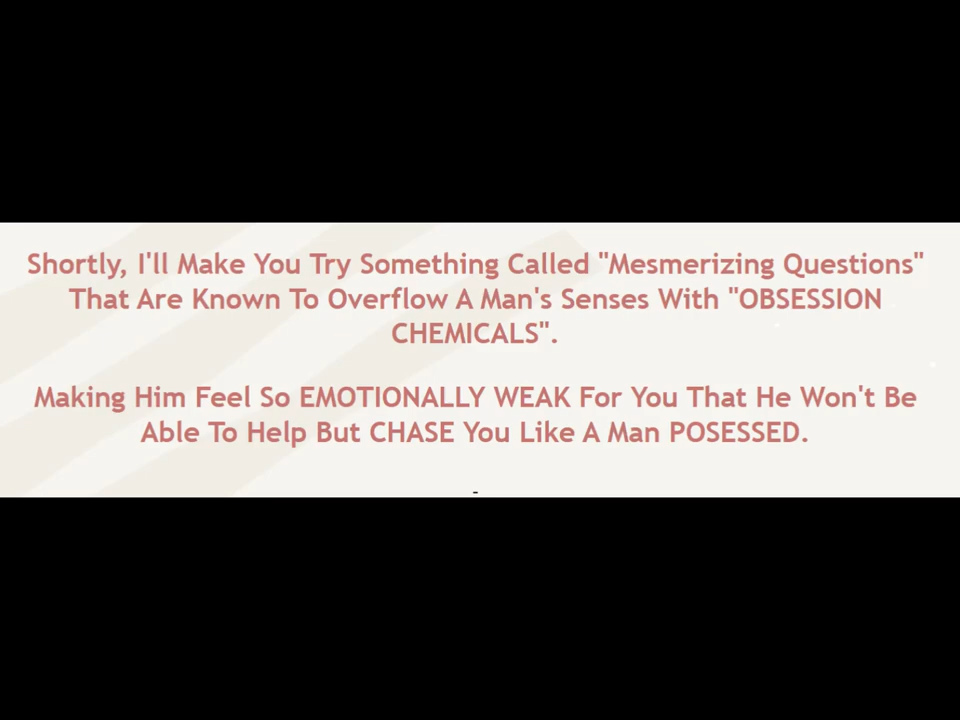 Shortly, I'll Make You Try Something Called "Mesmerizing Questions"
That Are Known To Overflow A Man's Senses With "OBSESSION
CHEMICALS".
Making Him Feel So EMOTIONALLY WEAK For You That He Won't Be
Able To Help But CHASE You Like A Man POSESSED.
-